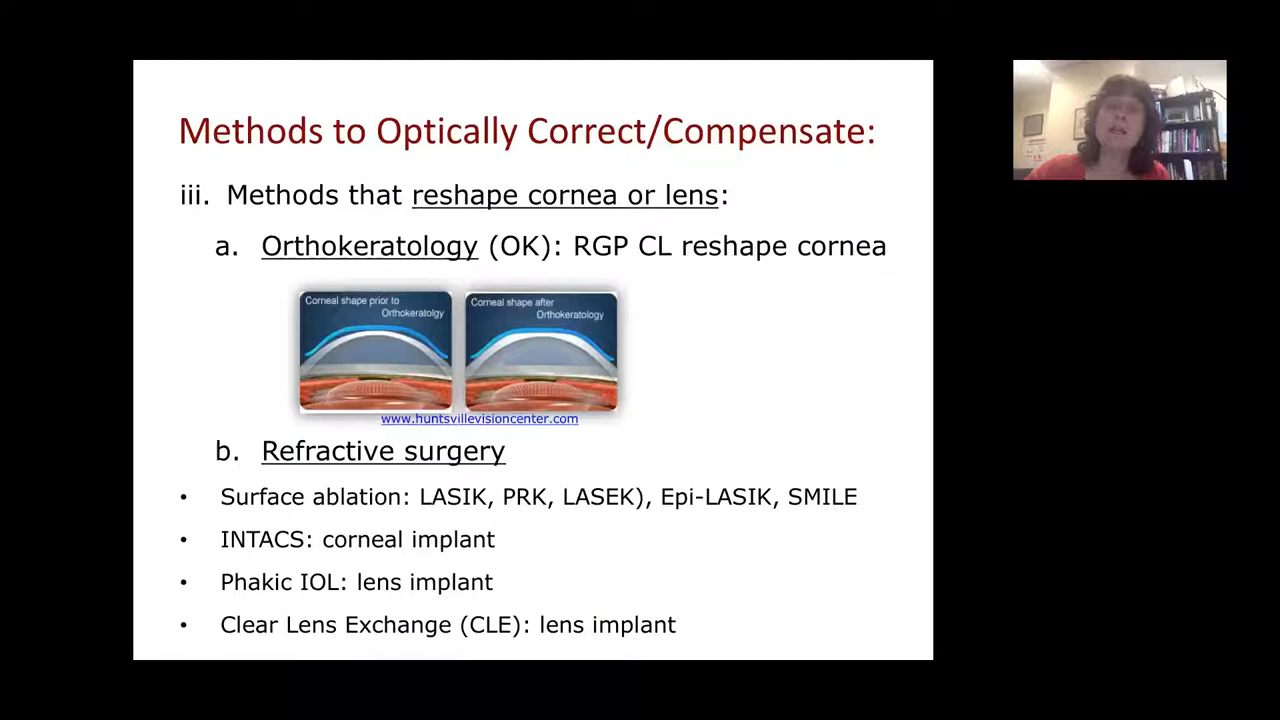 Methods to Optically Correct/Compensate:
iii. Methods that reshape cornea or lens:
a. Orthokeratology (OK): RGP CL reshape cornea
Corneal shape prior to
Orthokeratolgy
Corneal shape after
Orthokeratology
www.huntsvillevisioncenter.com
b. Refractive surgery
• Surface ablation: LASIK, PRK, LASEK), Epi-LASIK, SMILE
• INTACS: corneal implant
• Phakic IOL: lens implant
• Clear Lens Exchange (CLE): lens implant